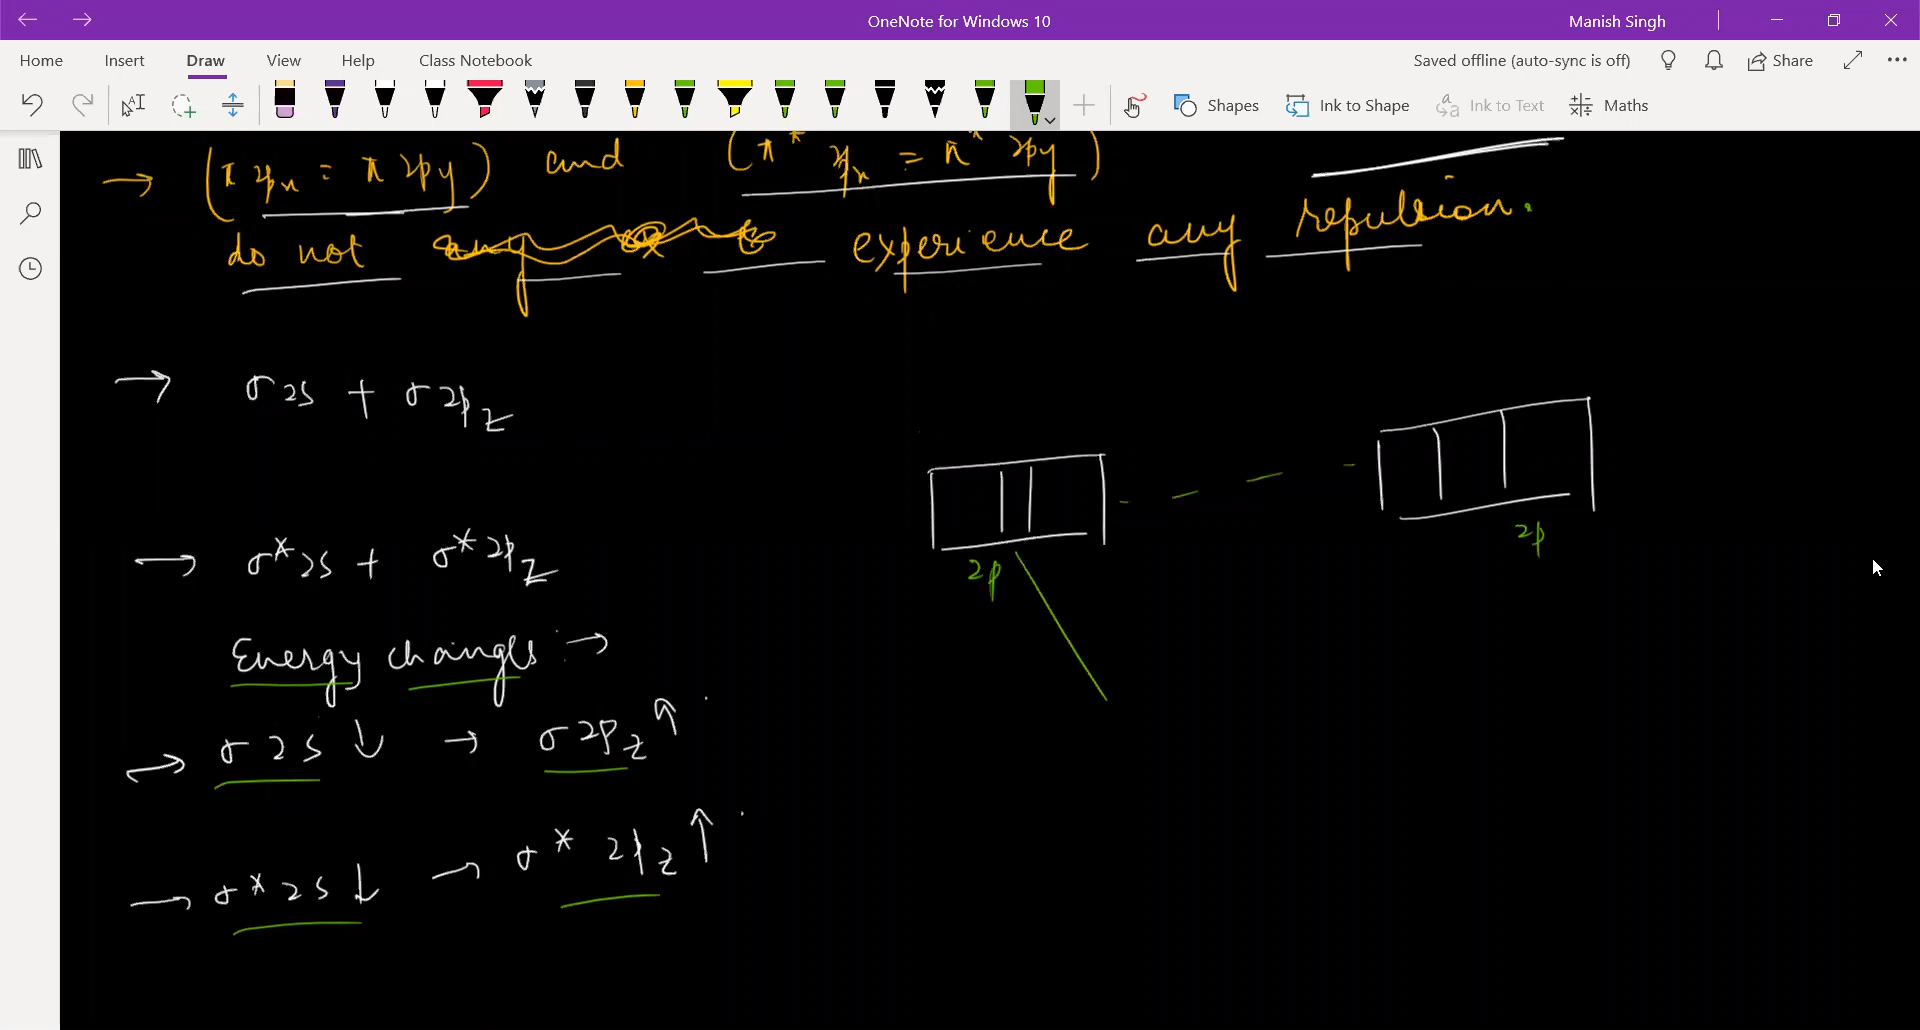 OneNote for Windows 10
Manish Singh
Home Insert Draw View Help Class Notebook
Saved offline (auto-sync is off) Share
Shapes Ink to Shape Ink to Text Maths
→ (π 2px = π 2py) and (π* 2px = π* 2py)
do not experience any repulsion.
→ σ 2s + σ 2pz
→ σ* 2s + σ* 2pz
2p
2p
Energy changes :→
→ σ 2s ↓ → σ 2pz ↑
→ σ* 2s ↓ → σ* 2pz ↑